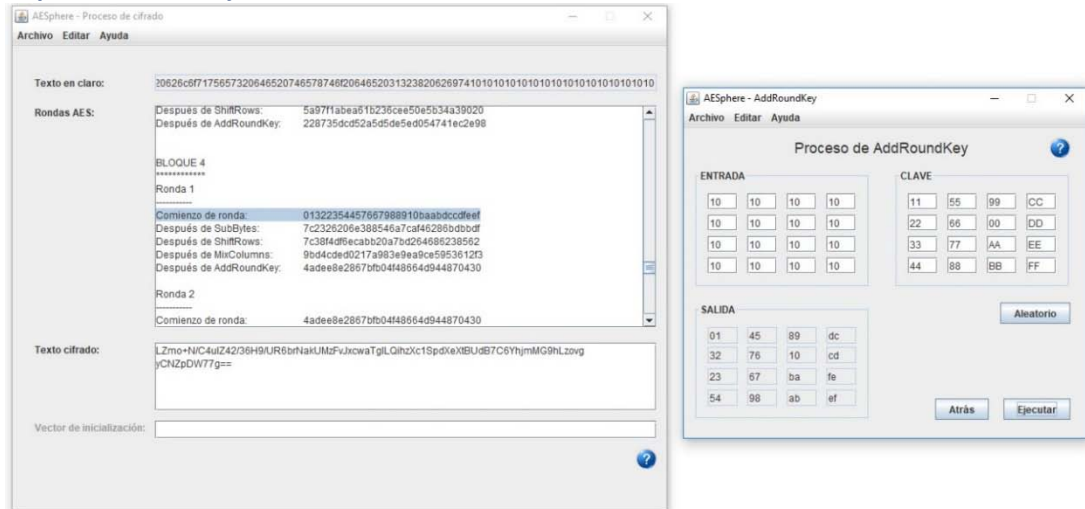 AESphere - Proceso de cifrado
Archivo Editar Ayuda
Texto en claro: 20626c6f71756573206465207465787​46f206465203132382062697410101010101010101010101010101010
Rondas AES:
Después de ShiftRows: 5a97f1abea61b236cee50e5b34a39020
Después de AddRoundKey: 228735dcd52a5d5de5ed054741ec2e98
BLOQUE 4
************
Ronda 1
-----------
Comienzo de ronda: 01322354457667988910baabdccdfeef
Después de SubBytes: 7c2326206e388546a7caf46286bdbbdf
Después de ShiftRows: 7c38f4df6ecabb20a7bd264686238562
Después de MixColumns: 9bd4cded0217a983e9ea9ce5953612f3
Después de AddRoundKey: 4adee8e2867bfb04f48664d944870430
Ronda 2
-----------
Comienzo de ronda: 4adee8e2867bfb04f48664d944870430
Texto cifrado:
LZmo+N/C4ulZ42/36H9/UR6brNakUMzFvJxcwaTglLQihzXc1SpdXeXtBUdB7C6YhjmMG9hLzovg
yCNZpDW77g==
Vector de inicialización:
AESphere - AddRoundKey
Archivo Editar Ayuda
Proceso de AddRoundKey
ENTRADA
10 10 10 10
10 10 10 10
10 10 10 10
10 10 10 10
CLAVE
11 55 99 CC
22 66 00 DD
33 77 AA EE
44 88 BB FF
Aleatorio
SALIDA
01 45 89 dc
32 76 10 cd
23 67 ba fe
54 98 ab ef
Atrás Ejecutar